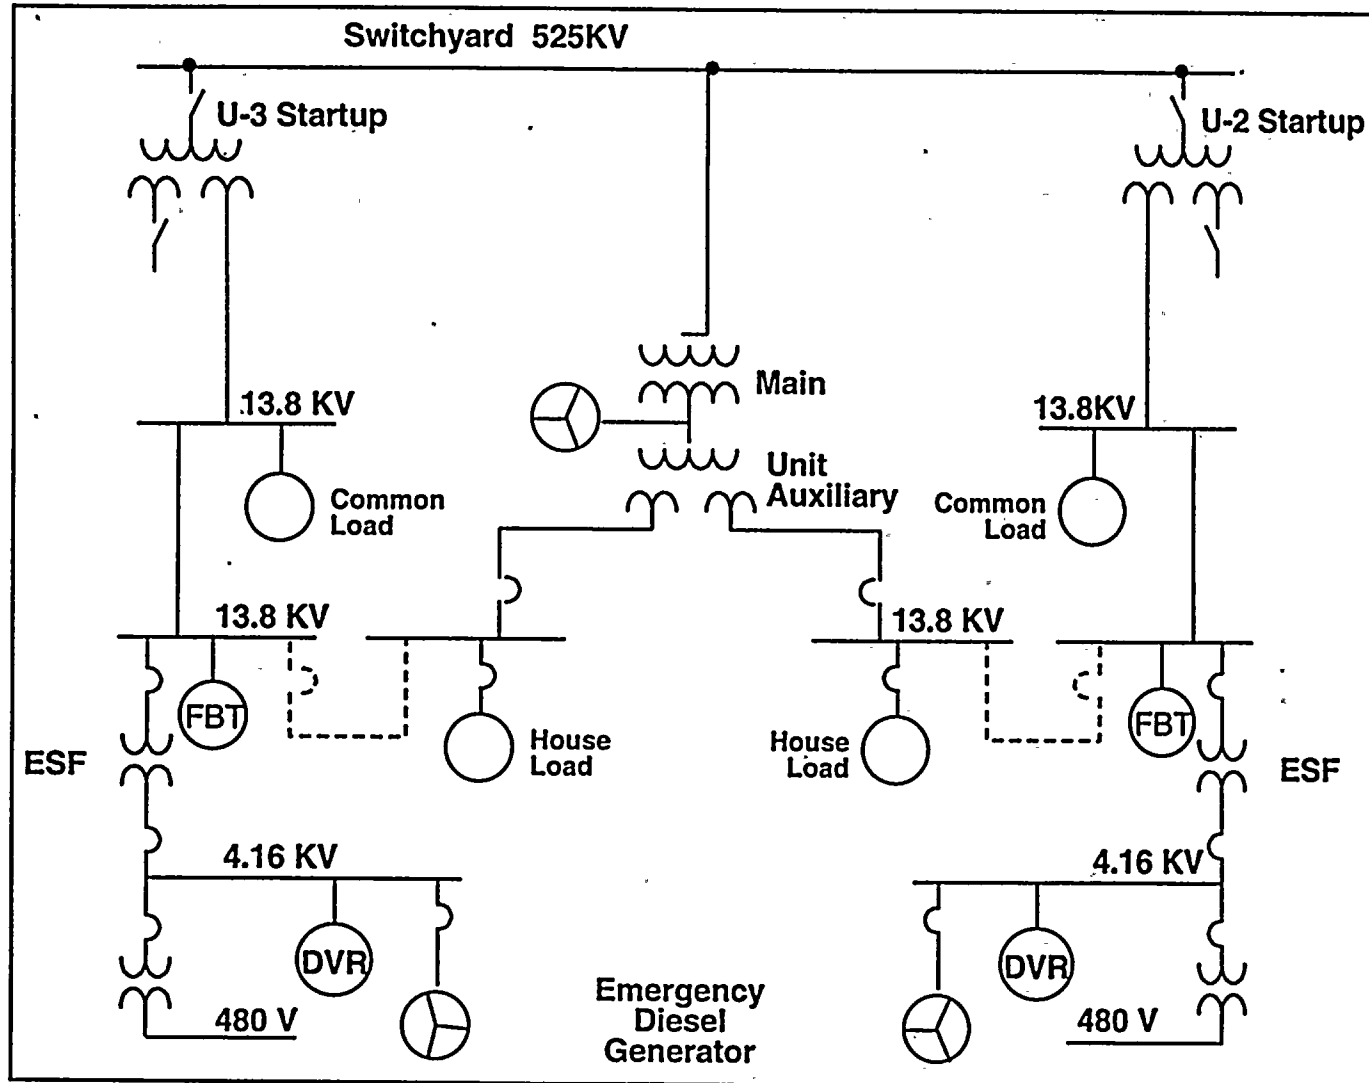 Switchyard 525KV
U-3 Startup
U-2 Startup
Main
.13.8 KV
13.8KV
Unit
Auxiliary
Common
Load
Common
Load
13.8 KV
13.8 KV
FBT
FBT
House
Load
House
Load
ESF
ESF
4.16 KV
4.16 KV
DVR
DVR
Emergency
Diesel
Generator
480 V
480 V